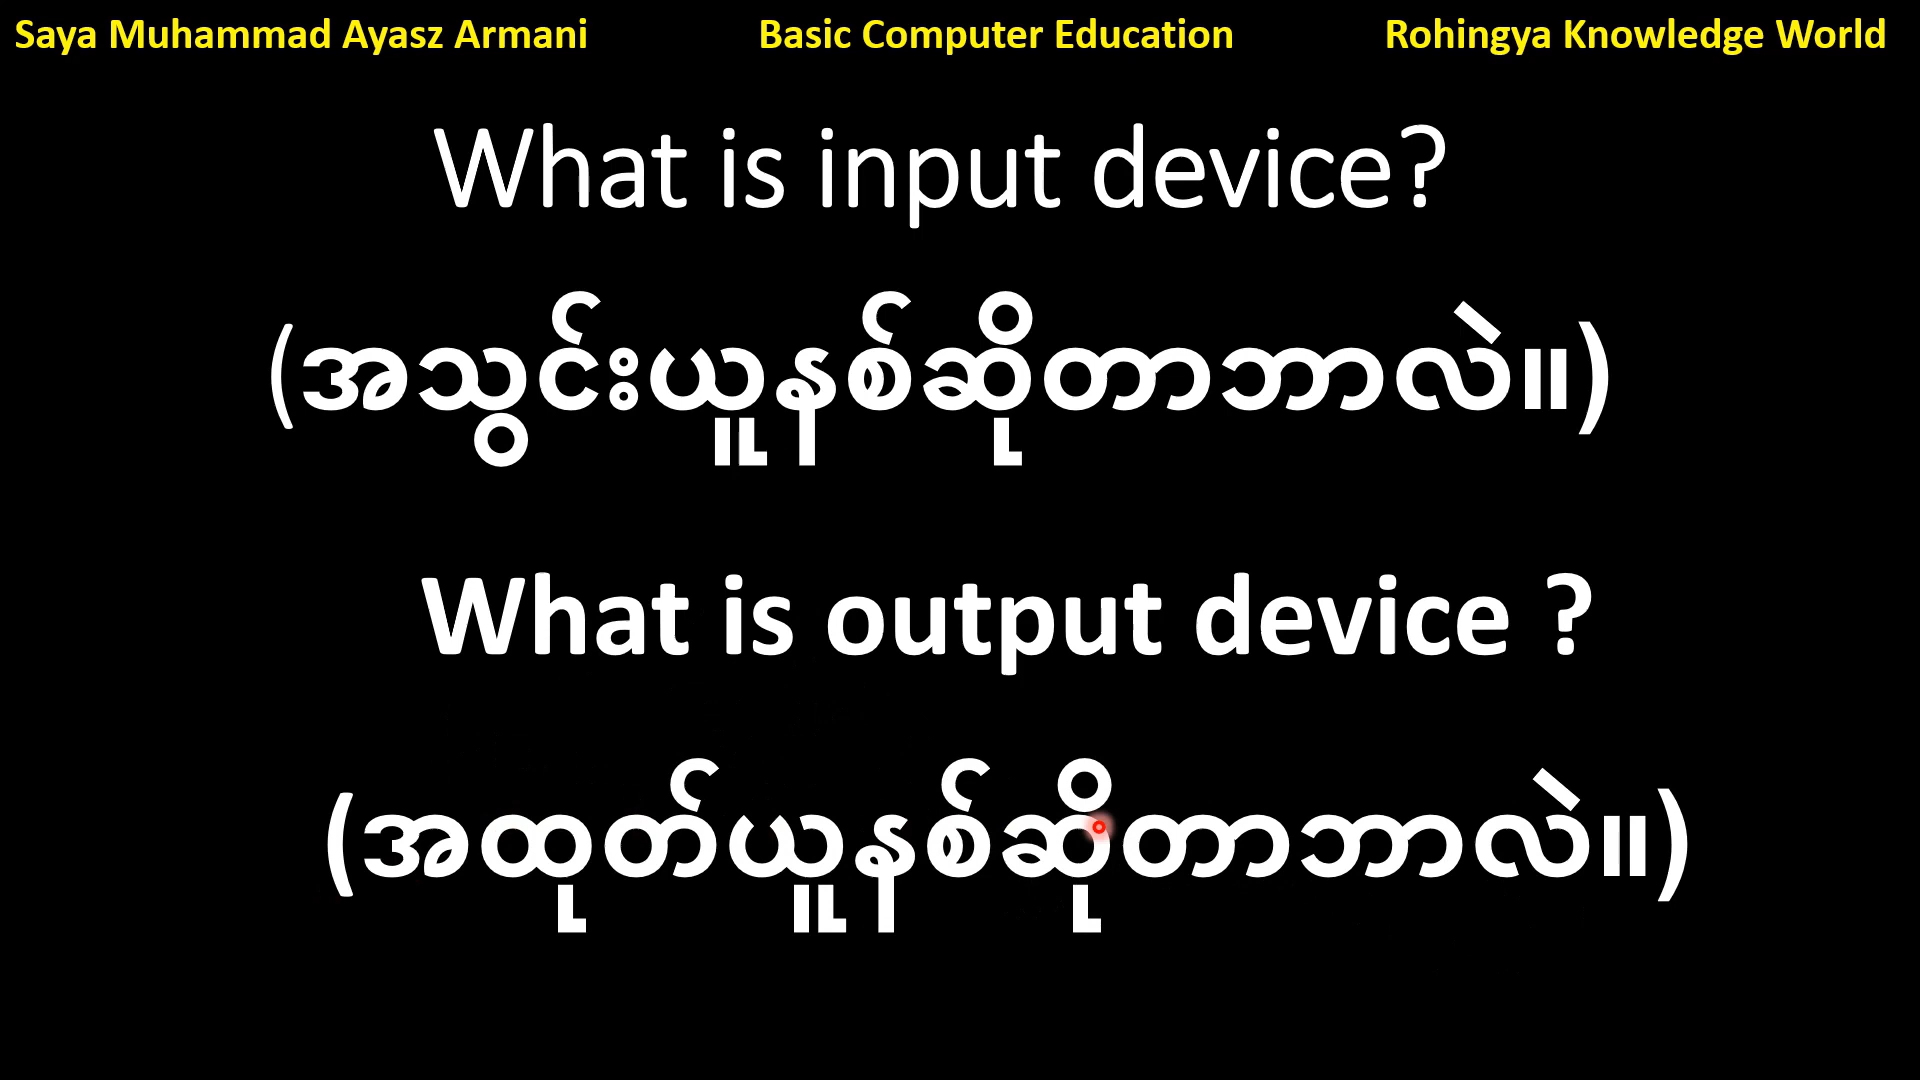 Saya Muhammad Ayasz Armani Basic Computer Education Rohingya Knowledge World
What is input device?
(အသွင်းယူနစ်ဆိုတာဘာလဲ။)
What is output device ?
(အထုတ်ယူနစ်ဆိုတာဘာလဲ။)